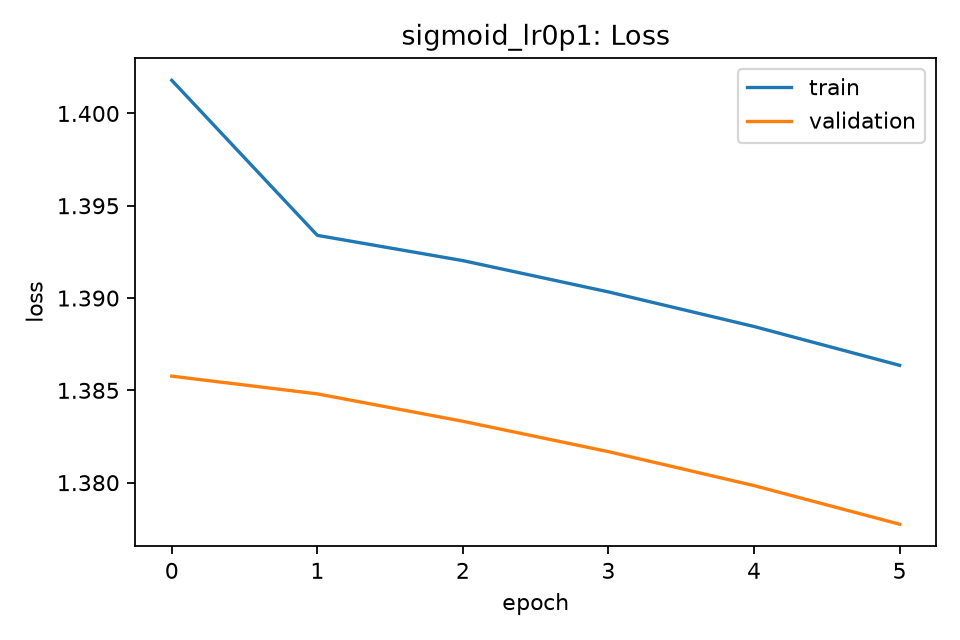 sigmoid_lr0p1: Loss
train
validation
1.400
1.395
1.390
1.385
1.380
loss
0 1 2 3 4 5
epoch